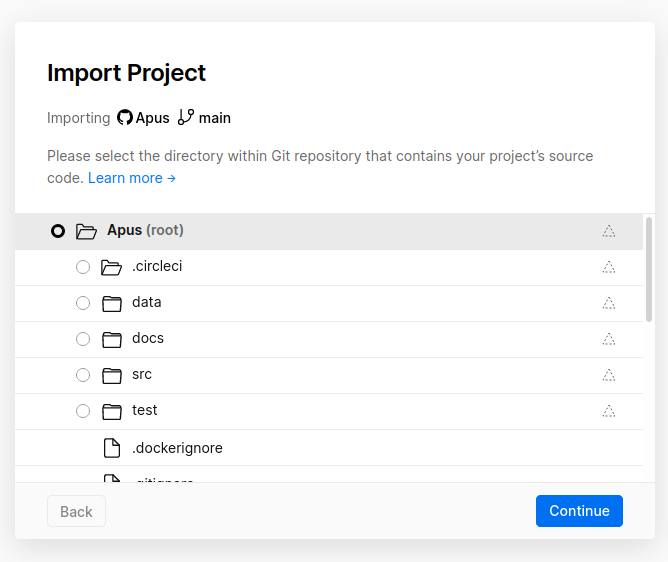 Import Project
Importing Apus main
Please select the directory within Git repository that contains your project's source
code. Learn more →
Apus (root)
.circleci
data
docs
src
test
.dockerignore
.gitignore
Back
Continue